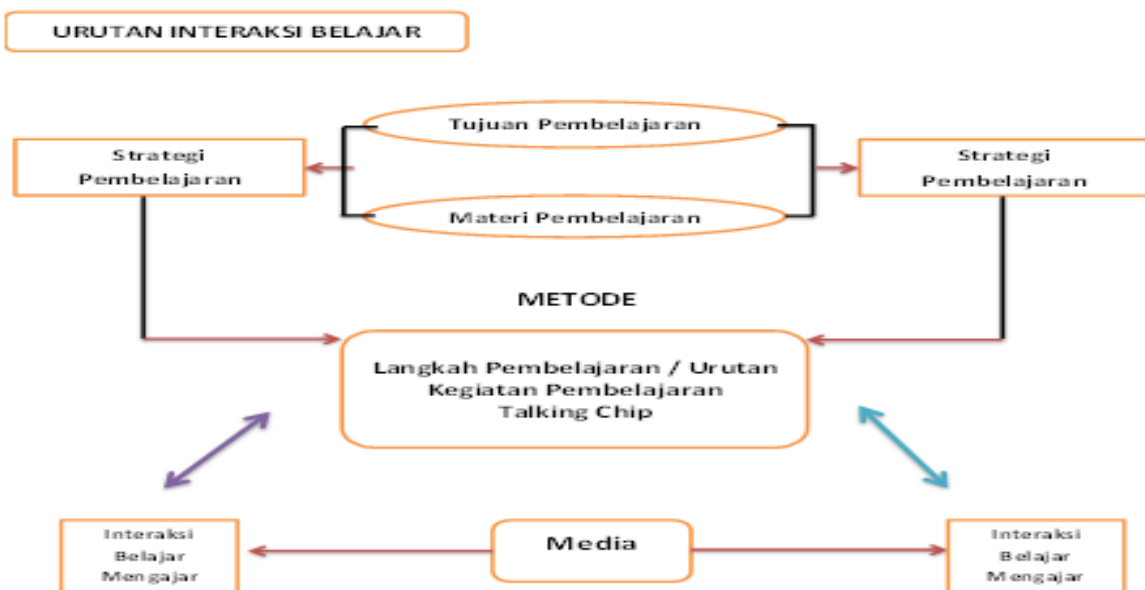 URUTAN INTERAKSI BELAJAR
Tujuan Pembelajaran
Strategi
Pembelajaran
Strategi
Pembelajaran
Materi Pembelajaran
METODE
Langkah Pembelajaran / Urutan
Kegiatan Pembelajaran
Talking Chip
Interaksi
Belajar
Mengajar
Media
Interaksi
Belajar
Mengajar